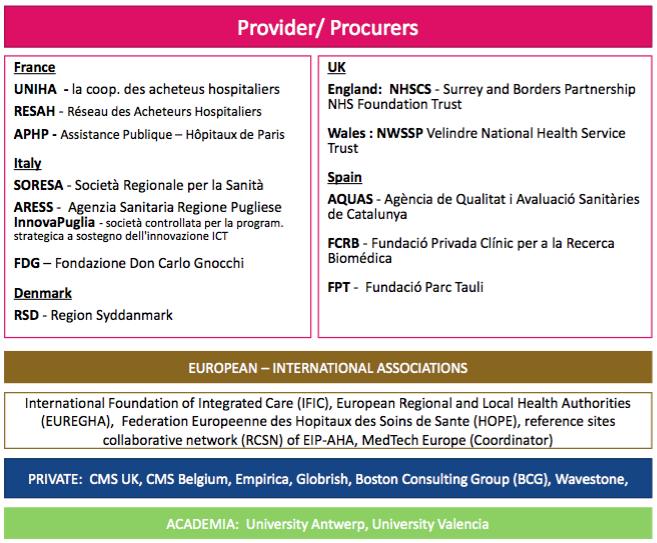 Provider/ Procurers
France
UNIHA - la coop. des acheteus hospitaliers
RESAH - Réseau des Acheteurs Hospitaliers
APHP - Assistance Publique – Hôpitaux de Paris
Italy
SORESA - Società Regionale per la Sanità
ARESS - Agenzia Sanitaria Regione Pugliese
InnovaPuglia - società controllata per la program.
strategica a sostegno dell'innovazione ICT
FDG – Fondazione Don Carlo Gnocchi
Denmark
RSD - Region Syddanmark
UK
England: NHSCS - Surrey and Borders Partnership
NHS Foundation Trust
Wales : NWSSP Velindre National Health Service
Trust
Spain
AQUAS - Agència de Qualitat i Avaluació Sanitàries
de Catalunya
FCRB - Fundació Privada Clínic per a la Recerca
Biomédica
FPT - Fundació Parc Tauli
EUROPEAN – INTERNATIONAL ASSOCIATIONS
International Foundation of Integrated Care (IFIC), European Regional and Local Health Authorities
(EUREGHA), Federation Europeenne des Hopitaux des Soins de Sante (HOPE), reference sites
collaborative network (RCSN) of EIP-AHA, MedTech Europe (Coordinator)
PRIVATE: CMS UK, CMS Belgium, Empirica, Globrish, Boston Consulting Group (BCG), Wavestone,
ACADEMIA: University Antwerp, University Valencia